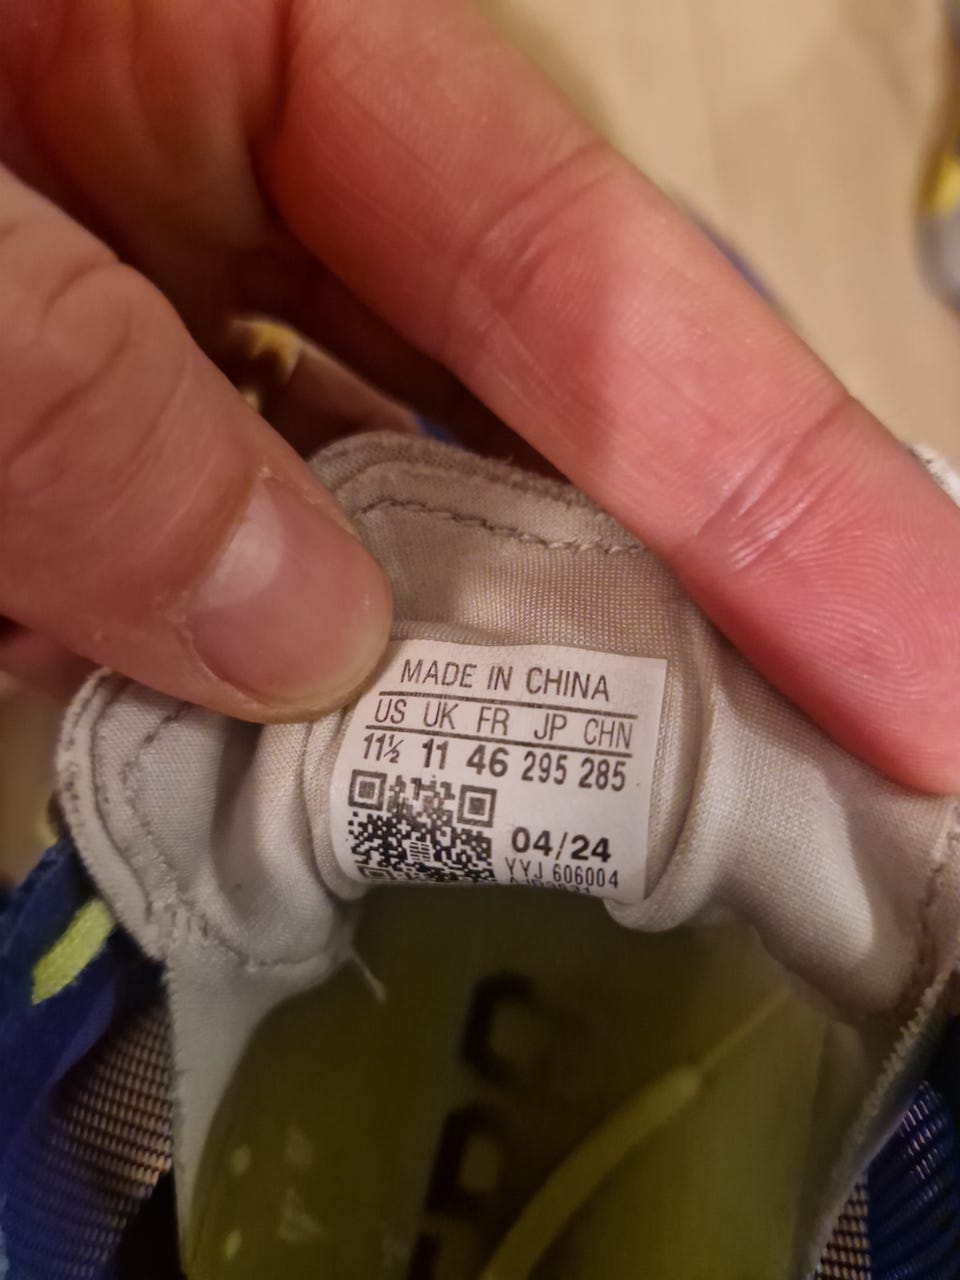 MADE IN CHINA
US UK FR JP CHN
11½ 11 46 295 285
04/24
YYJ 606004